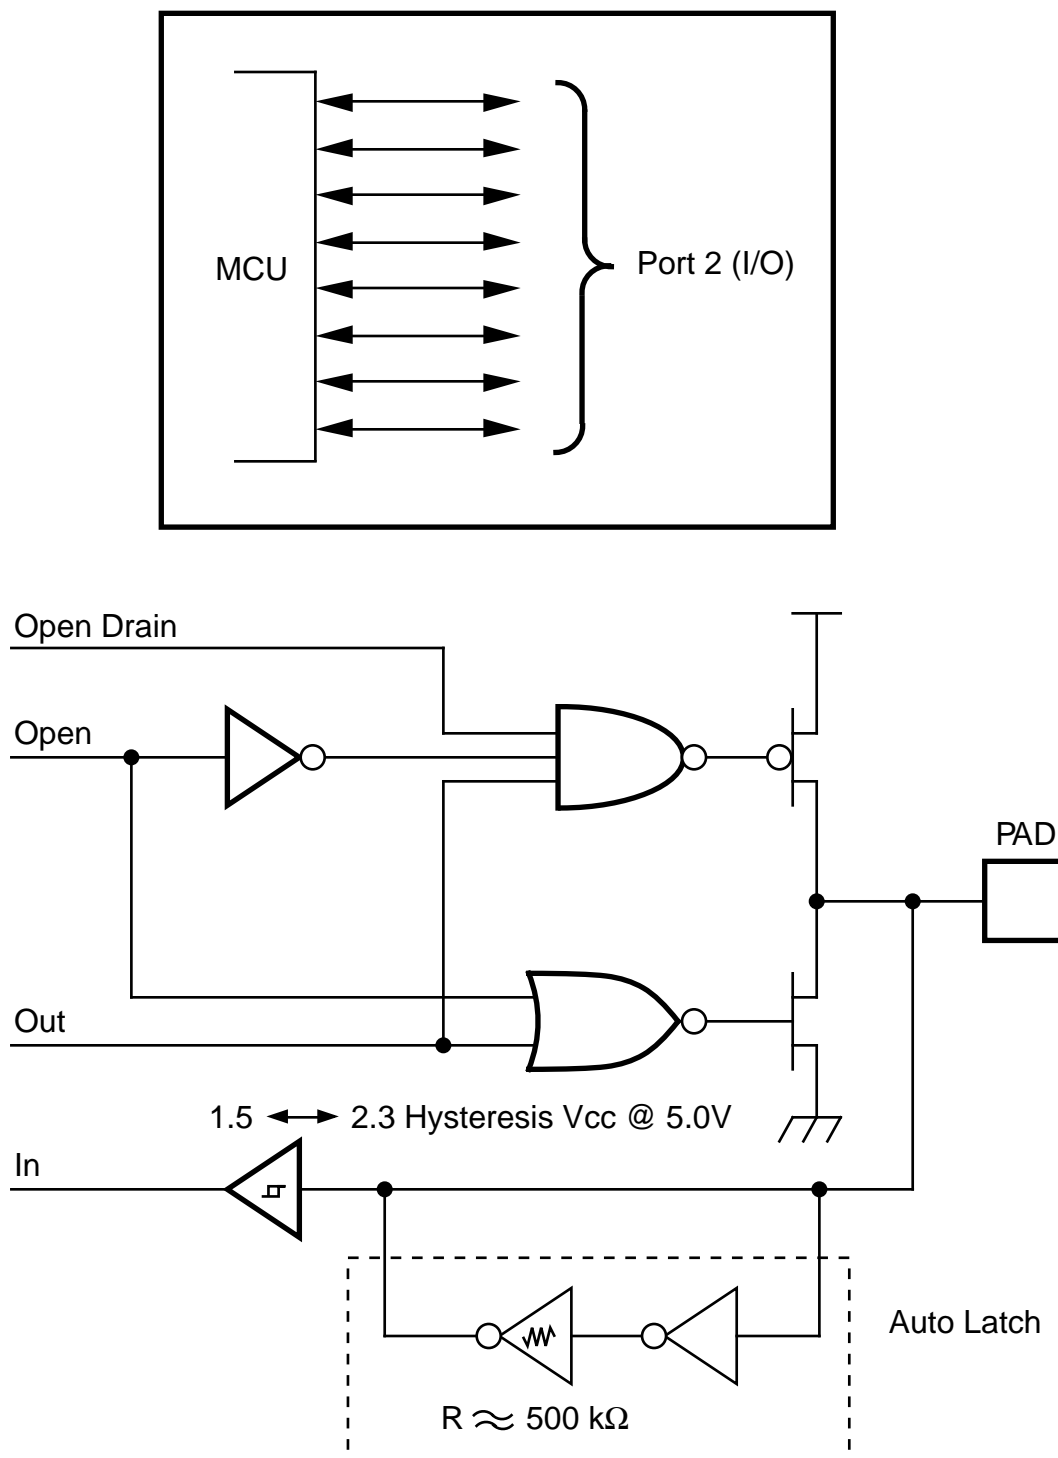 MCU
Port 2 (I/O)
Open Drain
Open
PAD
Out
1.5 2.3 Hysteresis Vcc @ 5.0V
In
Auto Latch
R ≈ 500 kΩ